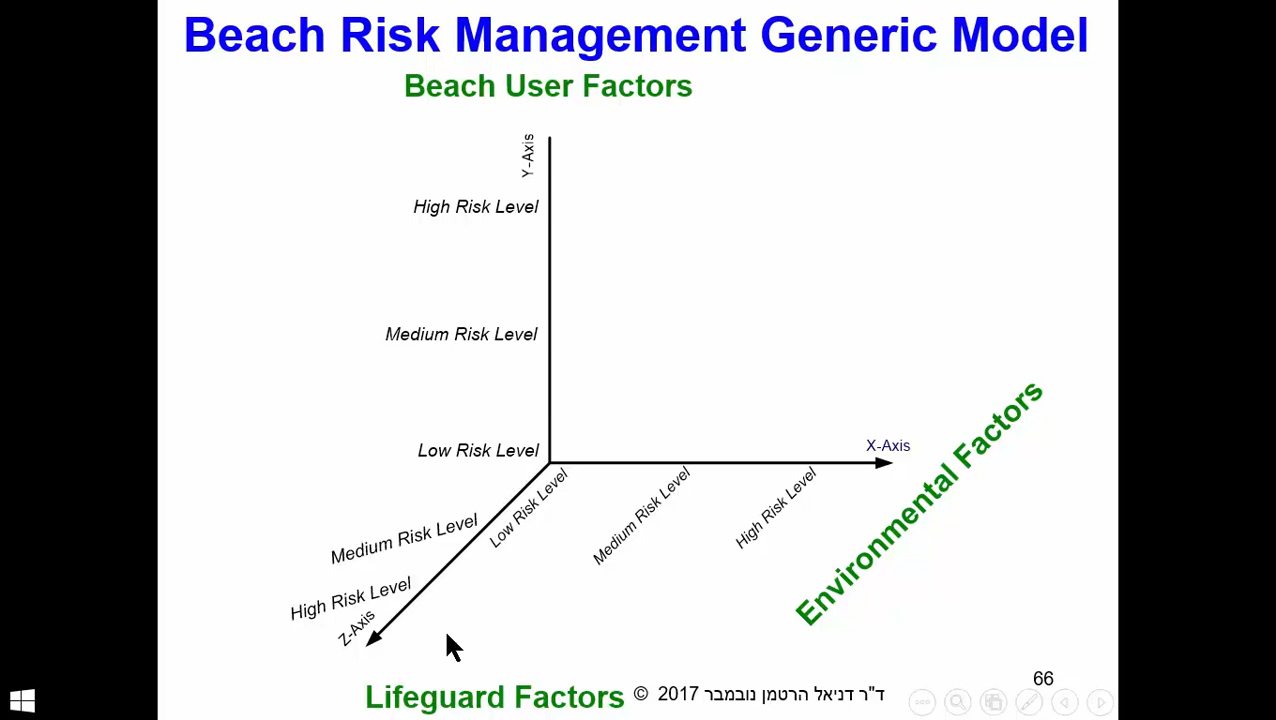 Beach Risk Management Generic Model
Beach User Factors
Y-Axis
High Risk Level
Medium Risk Level
Low Risk Level
X-Axis
Low Risk Level
Medium Risk Level
High Risk Level
Environmental Factors
Medium Risk Level
High Risk Level
Z-Axis
Lifeguard Factors
ד"ר דניאל הרטמן נובמבר 2017 ©
66